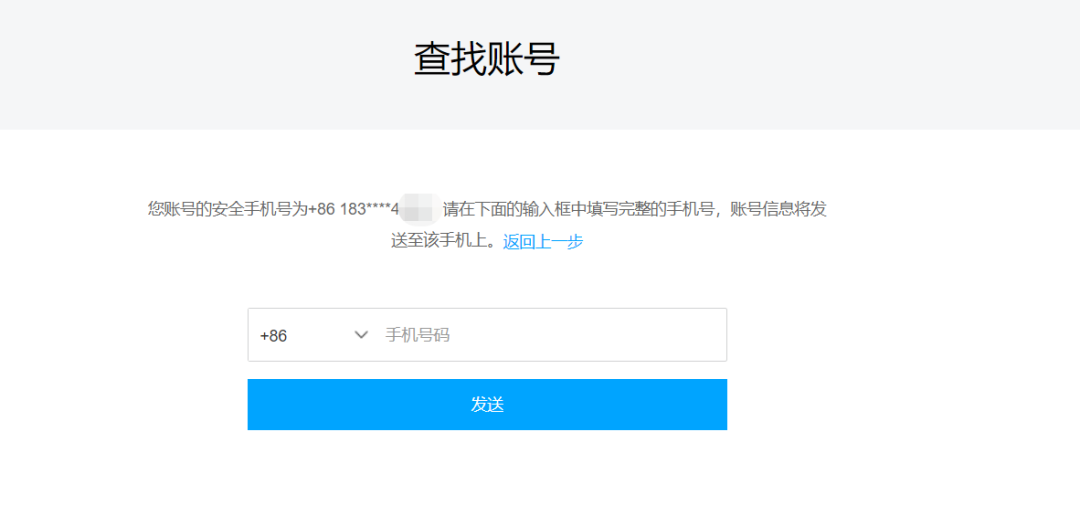 查找账号
您账号的安全手机号为+86 183****4 请在下面的输入框中填写完整的手机号，账号信息将发
送至该手机上。返回上一步
+86 手机号码
发送